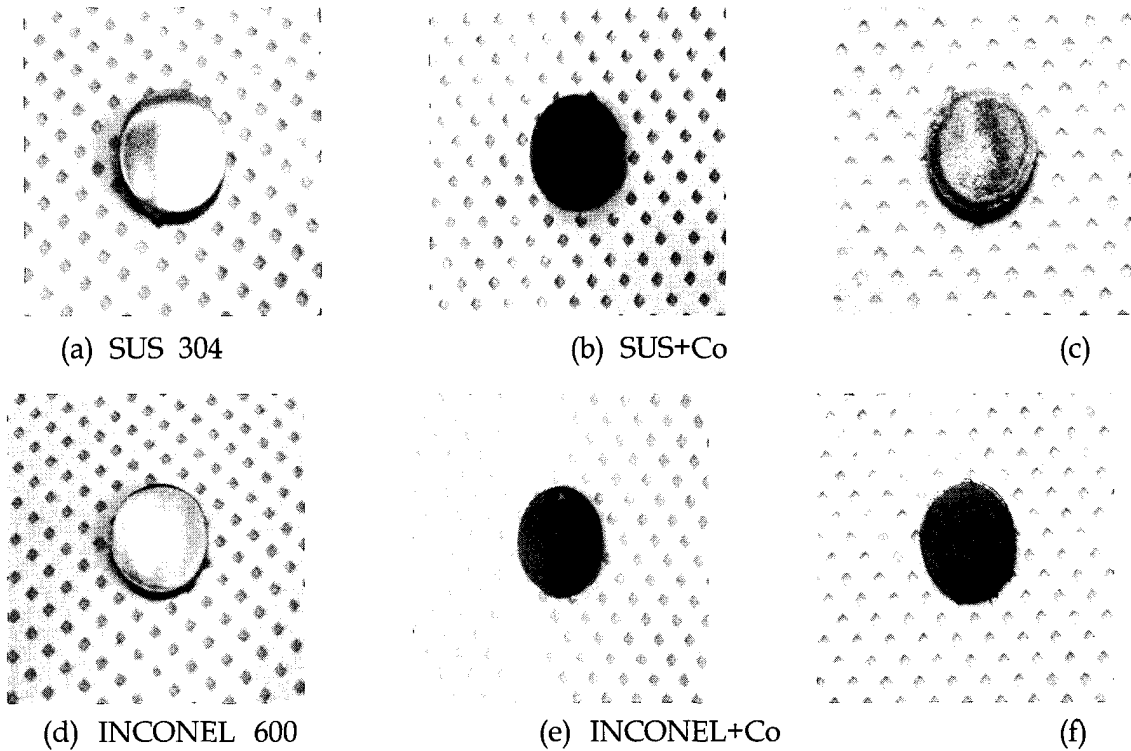 (a) SUS 304
(b) SUS+Co
(c)
(d) INCONEL 600
(e) INCONEL+Co
(f)